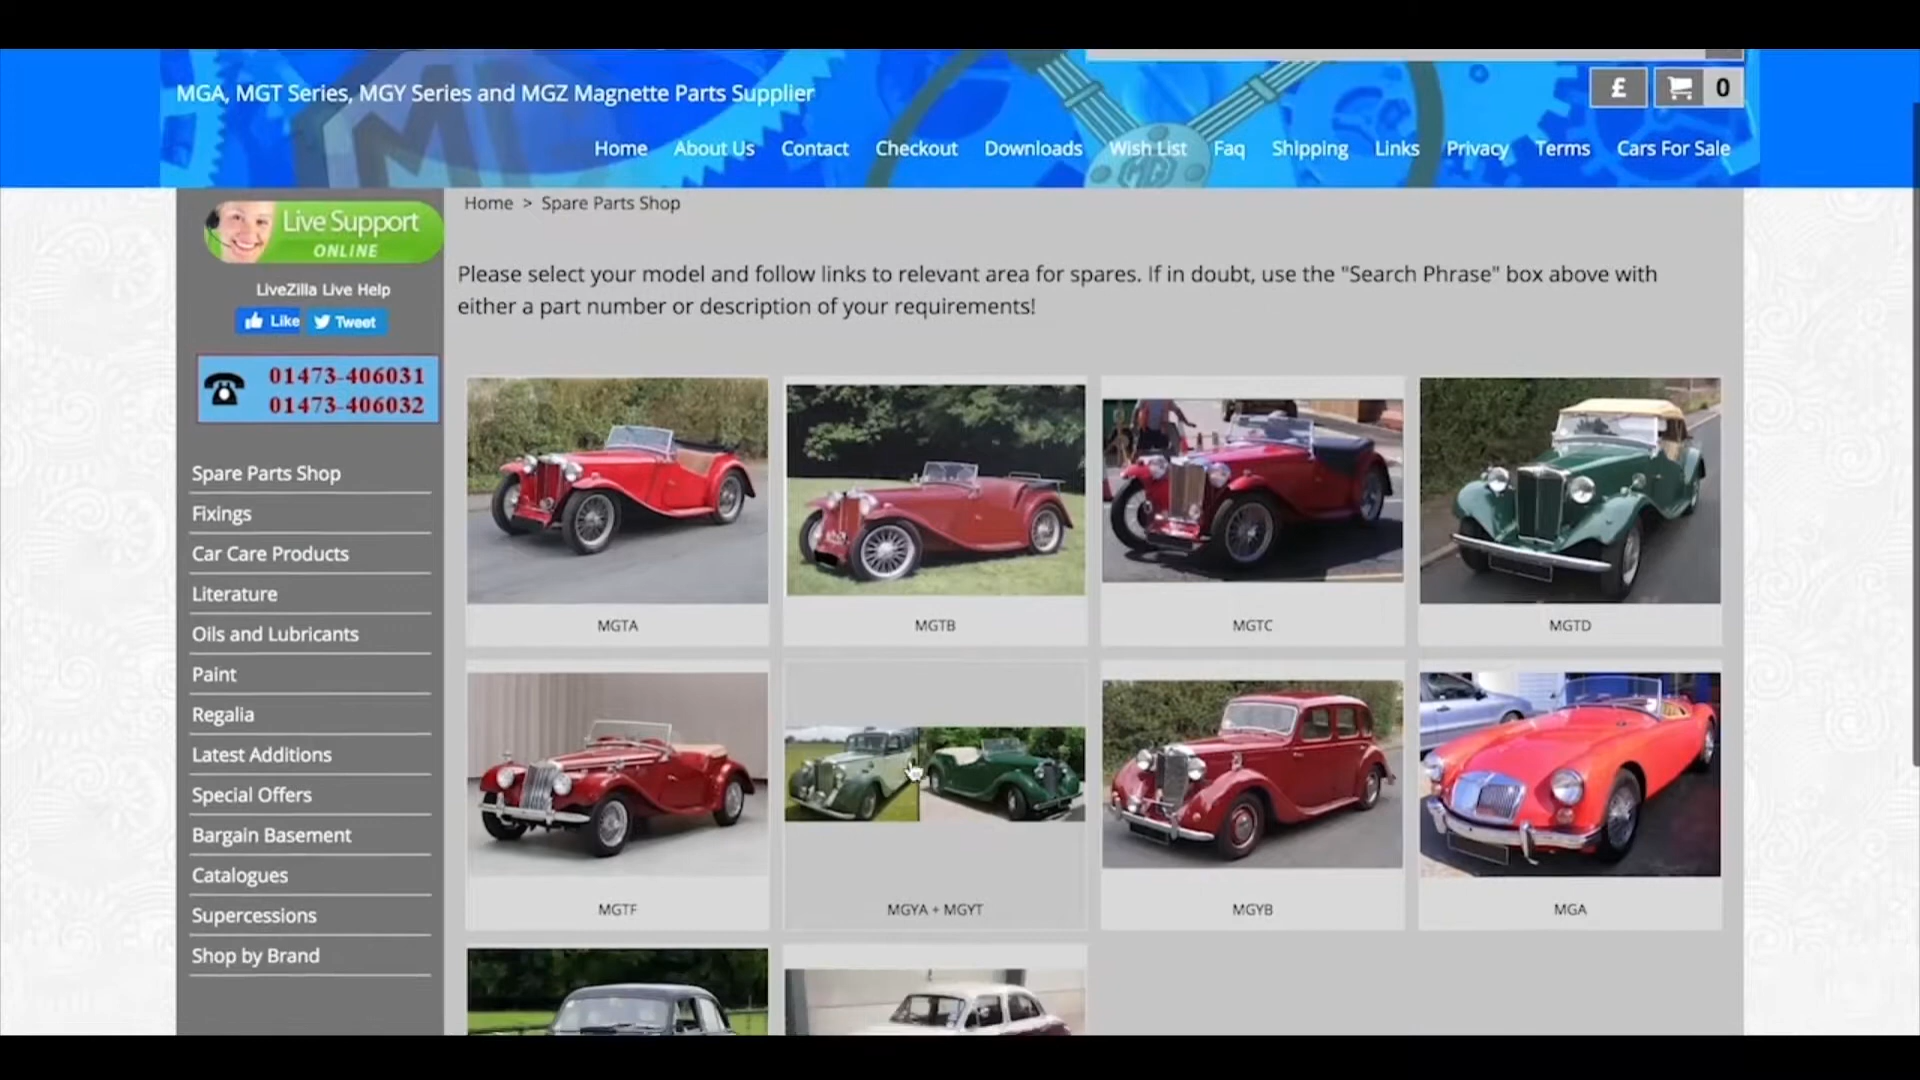 MGA, MGT Series, MGY Series and MGZ Magnette Parts Supplier
£
0
Home About Us Contact Checkout Downloads Wish List Faq Shipping Links Privacy Terms Cars For Sale
MG
Live Support
ONLINE
LiveZilla Live Help
Like Tweet
01473-406031
01473-406032
Home > Spare Parts Shop
Please select your model and follow links to relevant area for spares. If in doubt, use the "Search Phrase" box above with
either a part number or description of your requirements!
Spare Parts Shop
Fixings
Car Care Products
Literature
Oils and Lubricants
Paint
Regalia
Latest Additions
Special Offers
Bargain Basement
Catalogues
Supercessions
Shop by Brand
MGTA MGTB MGTC MGTD
MGTF MGYA + MGYT MGYB MGA